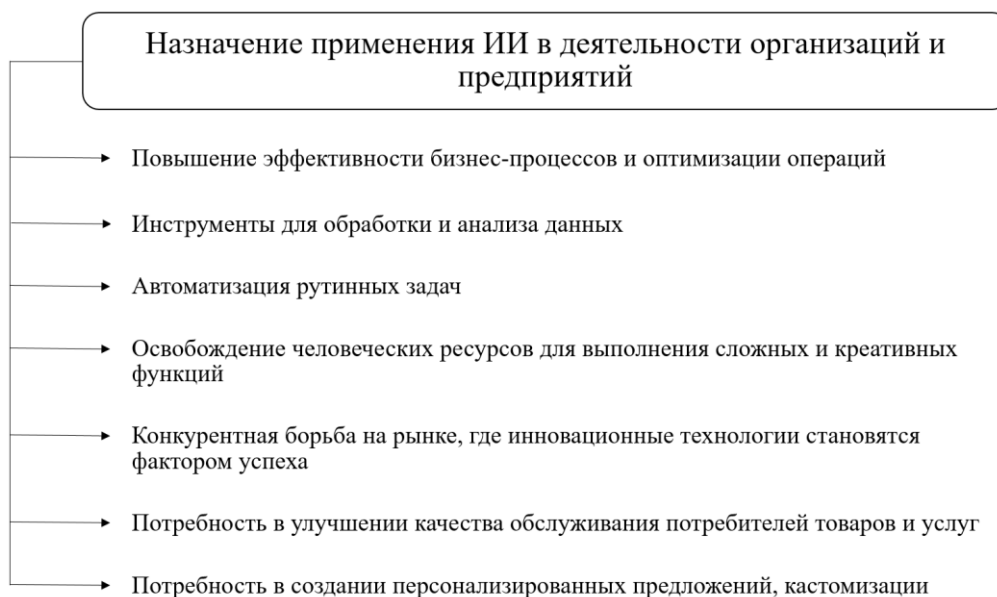 Назначение применения ИИ в деятельности организаций и
предприятий
Повышение эффективности бизнес-процессов и оптимизации операций
Инструменты для обработки и анализа данных
Автоматизация рутинных задач
Освобождение человеческих ресурсов для выполнения сложных и креативных
функций
Конкурентная борьба на рынке, где инновационные технологии становятся
фактором успеха
Потребность в улучшении качества обслуживания потребителей товаров и услуг
Потребность в создании персонализированных предложений, кастомизации